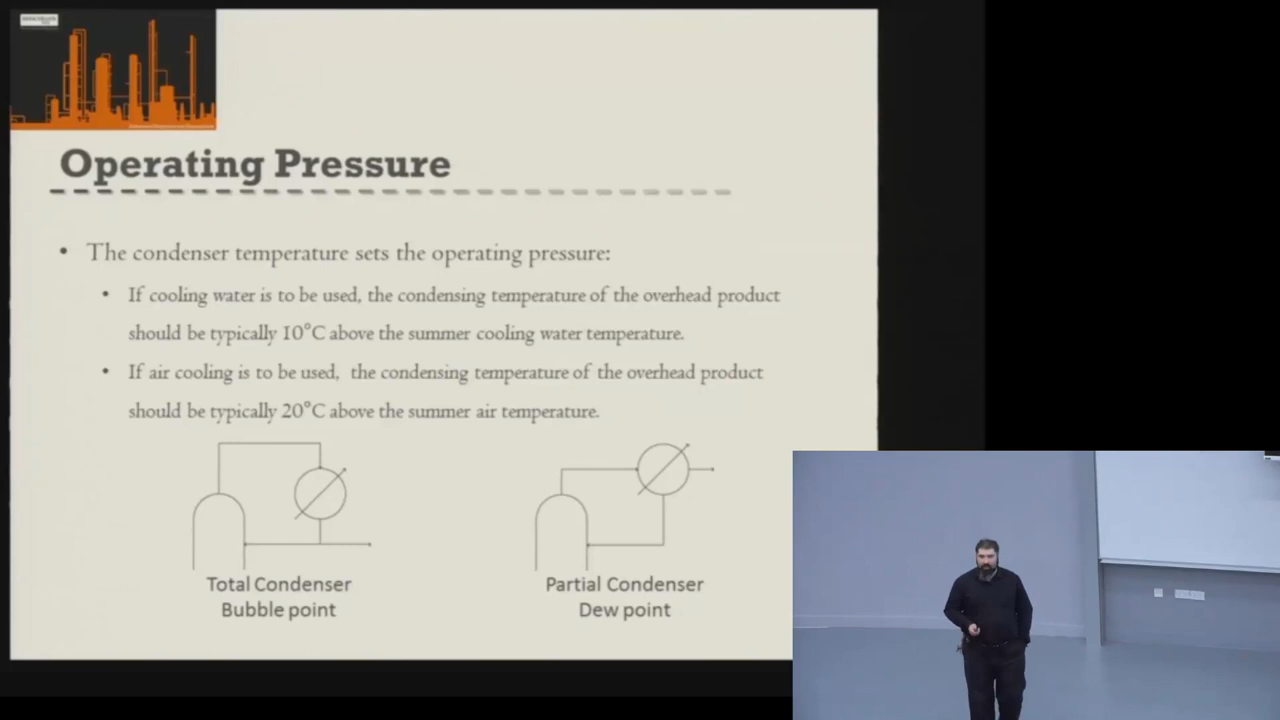 Operating Pressure
• The condenser temperature sets the operating pressure:
• If cooling water is to be used, the condensing temperature of the overhead product
should be typically 10°C above the summer cooling water temperature.
• If air cooling is to be used, the condensing temperature of the overhead product
should be typically 20°C above the summer air temperature.
Total Condenser
Bubble point
Partial Condenser
Dew point